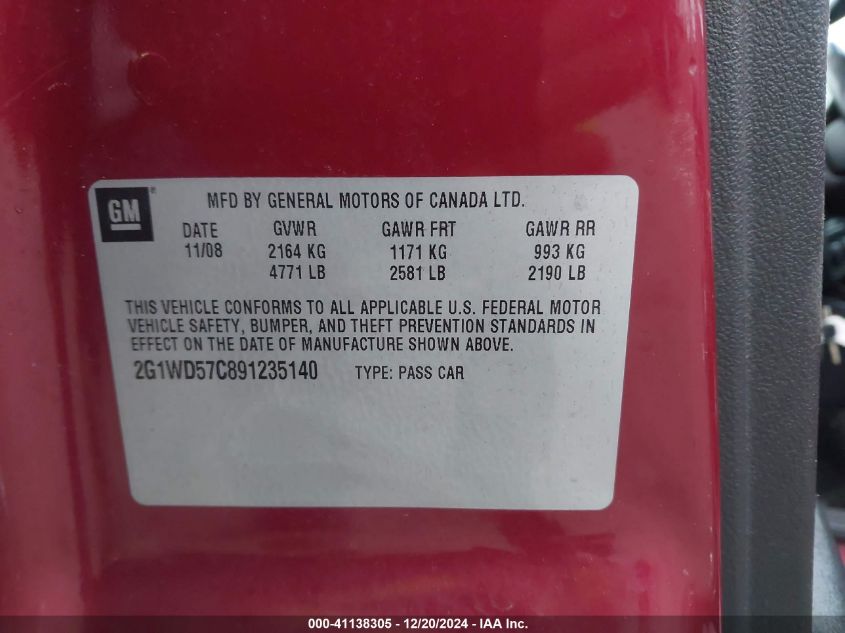 GM ®
MFD BY GENERAL MOTORS OF CANADA LTD.
DATE GVWR GAWR FRT GAWR RR
11/08 2164 KG 1171 KG 993 KG
4771 LB 2581 LB 2190 LB
THIS VEHICLE CONFORMS TO ALL APPLICABLE U.S. FEDERAL MOTOR
VEHICLE SAFETY, BUMPER, AND THEFT PREVENTION STANDARDS IN
EFFECT ON THE DATE OF MANUFACTURE SHOWN ABOVE.
2G1WD57C891235140 TYPE: PASS CAR
000-41138305 - 12/20/2024 - IAA Inc.